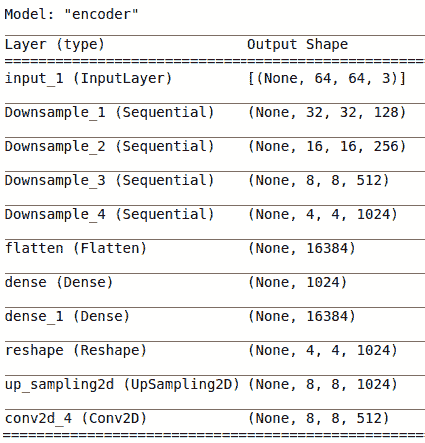 Model: "encoder"
Layer (type) Output Shape
input_1 (InputLayer) [(None, 64, 64, 3)]
Downsample_1 (Sequential) (None, 32, 32, 128)
Downsample_2 (Sequential) (None, 16, 16, 256)
Downsample_3 (Sequential) (None, 8, 8, 512)
Downsample_4 (Sequential) (None, 4, 4, 1024)
flatten (Flatten) (None, 16384)
dense (Dense) (None, 1024)
dense_1 (Dense) (None, 16384)
reshape (Reshape) (None, 4, 4, 1024)
up_sampling2d (UpSampling2D) (None, 8, 8, 1024)
conv2d_4 (Conv2D) (None, 8, 8, 512)